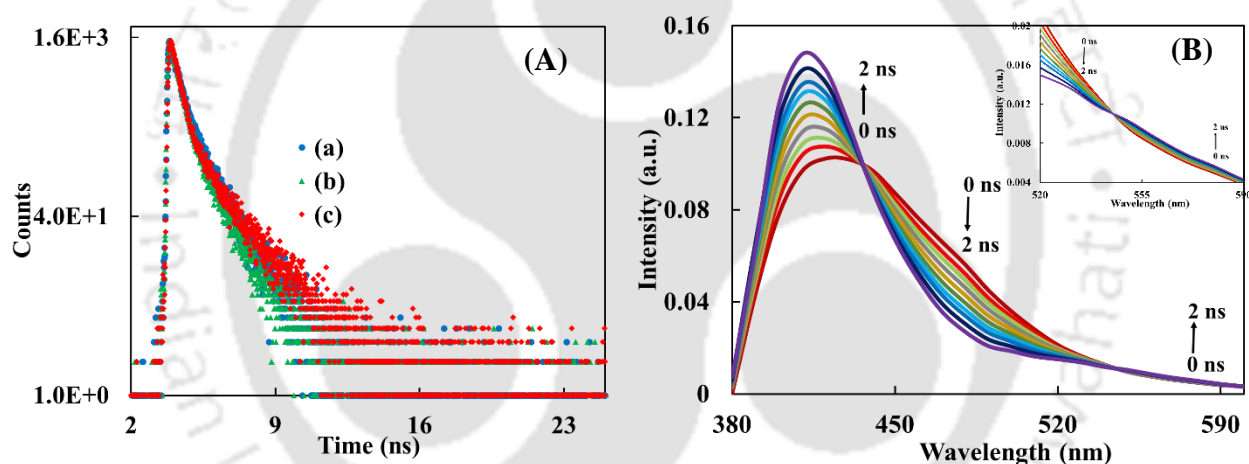 1.6E+3
4.0E+1
1.0E+0
Counts
2 9 16 23
Time (ns)
(A)
(a)
(b)
(c)
0.16
0.12
0.08
0.04
0
Intensity (a.u.)
380 450 520 590
Wavelength (nm)
(B)
2 ns
0 ns
0 ns
2 ns
2 ns
0 ns
0.02
0.016
0.012
0.008
0.004
Intensity (a.u.)
520 555 590
Wavelength (nm)
0 ns
2 ns
2 ns
0 ns